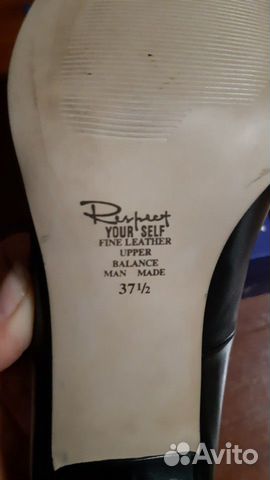 Respect
YOUR SELF
FINE LEATHER
UPPER
BALANCE
MAN MADE
37 1/2
Avito